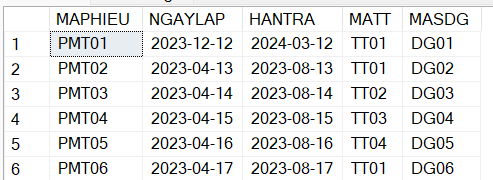 MAPHIEU NGAYLAP HANTRA MATT MASDG
1 PMT01 2023-12-12 2024-03-12 TT01 DG01
2 PMT02 2023-04-13 2023-08-13 TT01 DG02
3 PMT03 2023-04-14 2023-08-14 TT02 DG03
4 PMT04 2023-04-15 2023-08-15 TT03 DG04
5 PMT05 2023-04-16 2023-08-16 TT04 DG05
6 PMT06 2023-04-17 2023-08-17 TT01 DG06